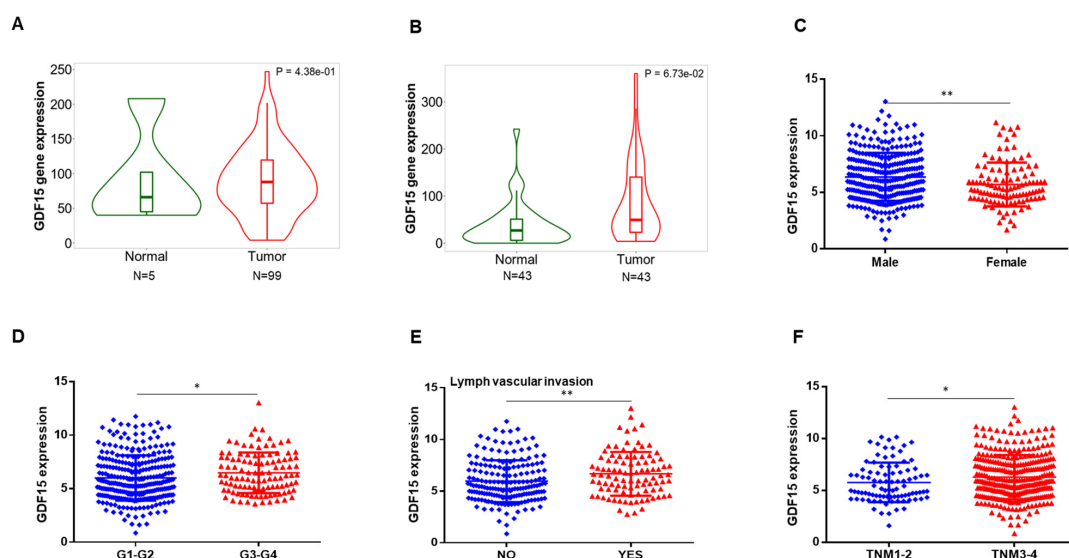 A
GDF15 gene expression
250
200
150
100
50
0
P = 4.38e-01
Normal
Tumor
N=5
N=99
B
GDF15 gene expression
300
200
100
0
P = 6.73e-02
Normal
Tumor
N=43
N=43
C
GDF15 expression
15
10
5
0
**
Male
Female
D
GDF15 expression
15
10
5
0
*
G1-G2
G3-G4
E
Lymph vascular invasion
GDF15 expression
15
10
5
0
**
NO
YES
F
GDF15 expression
15
10
5
0
*
TNM1-2
TNM3-4